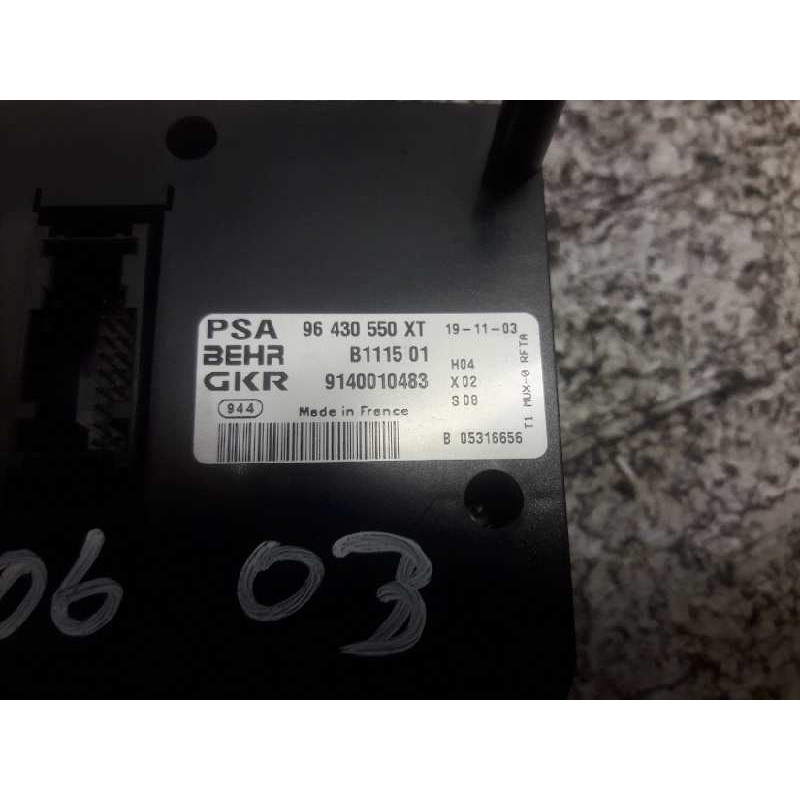 PSA 96 430 550 XT 19-11-03
BEHR B1115 01 H04
GKR 9140010483 X02
944 Made in France S08
B 05316656
T1 MUX-0 RFTA
06 03